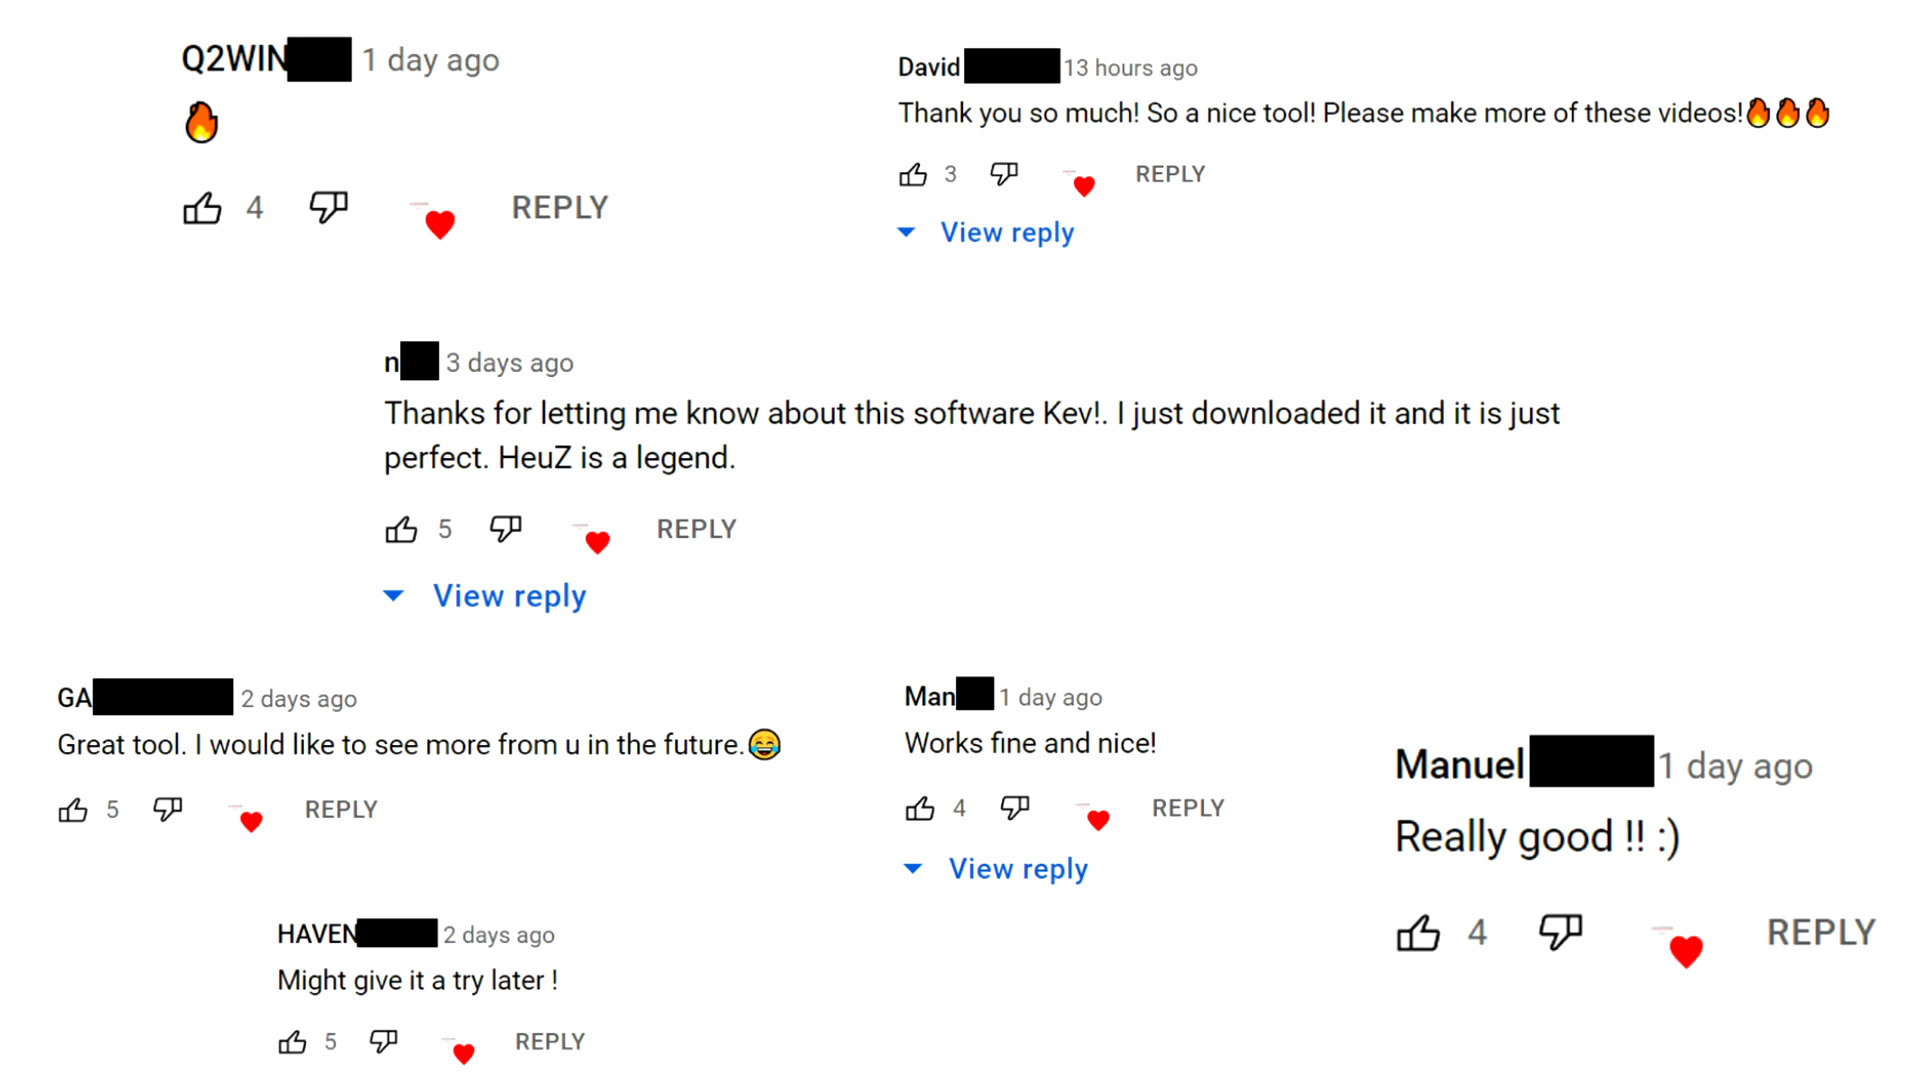 Q2WIN 1 day ago
🔥
4 REPLY
David 13 hours ago
Thank you so much! So a nice tool! Please make more of these videos!🔥🔥🔥
3 REPLY
View reply
n 3 days ago
Thanks for letting me know about this software Kev!. I just downloaded it and it is just
perfect. HeuZ is a legend.
5 REPLY
View reply
GA 2 days ago
Great tool. I would like to see more from u in the future.😂
5 REPLY
Man 1 day ago
Works fine and nice!
4 REPLY
View reply
Manuel 1 day ago
Really good !! :)
4 REPLY
HAVEN 2 days ago
Might give it a try later !
5 REPLY